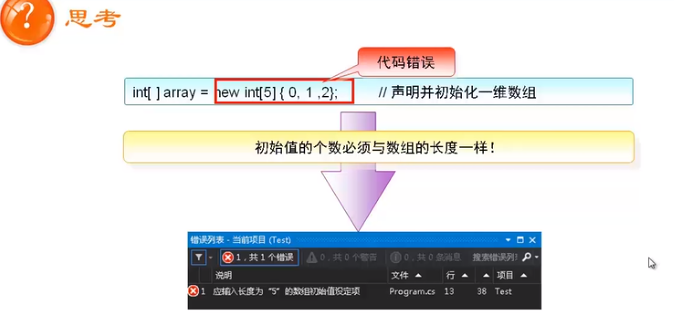 思考
代码错误
int[ ] array = new int[5] { 0, 1 ,2}; // 声明并初始化一维数组
初始值的个数必须与数组的长度一样！
错误列表 - 当前项目 (Test)
1，共 1 个错误 0，共 0 个警告 0，共 0 条消息 搜索错误列
说明 文件 行 项目
1 应输入长度为“5”的数组初始值设定项 Program.cs 13 38 Test